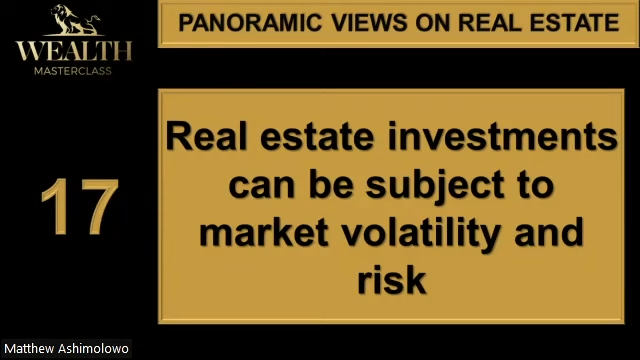 WEALTH
MASTERCLASS
PANORAMIC VIEWS ON REAL ESTATE
17
Real estate investments
can be subject to
market volatility and
risk
Matthew Ashimolowo